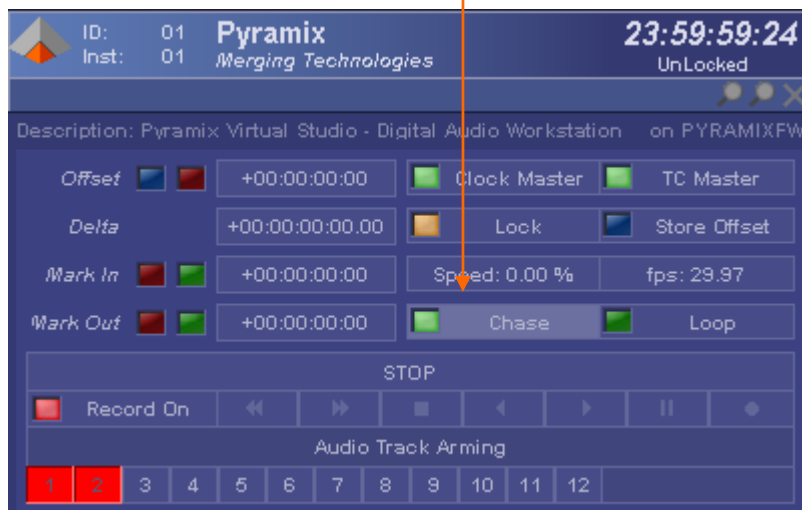 ID: 01 Pyramix 23:59:59:24
Inst: 01 Merging Technologies UnLocked
Description: Pyramix Virtual Studio - Digital Audio Workstation on PYRAMIXFW
Offset +00:00:00:00 Clock Master TC Master
Delta +00:00:00:00.00 Lock Store Offset
Mark In +00:00:00:00 Speed: 0.00 % fps: 29.97
Mark Out +00:00:00:00 Chase Loop
STOP
Record On
Audio Track Arming
1 2 3 4 5 6 7 8 9 10 11 12